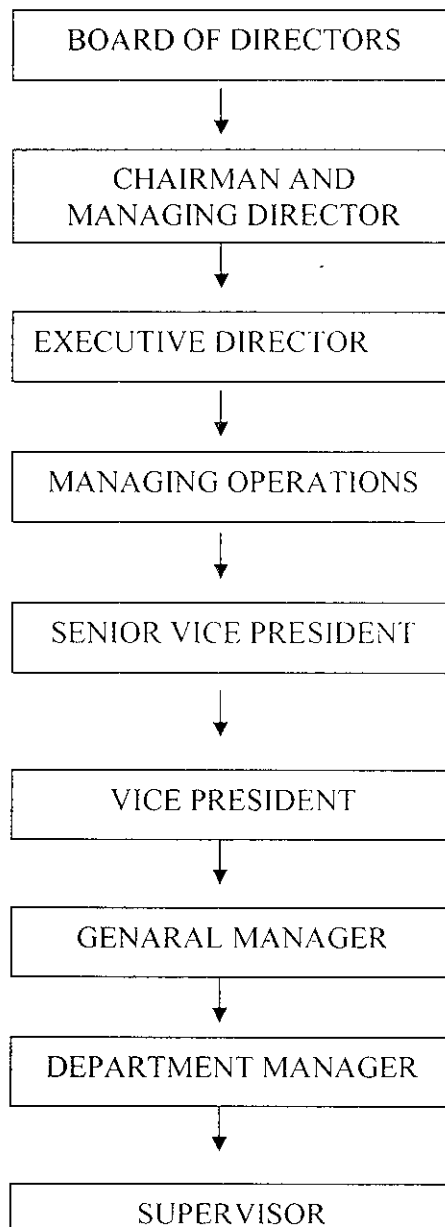 BOARD OF DIRECTORS
CHAIRMAN AND
MANAGING DIRECTOR
EXECUTIVE DIRECTOR
MANAGING OPERATIONS
SENIOR VICE PRESIDENT
VICE PRESIDENT
GENARAL MANAGER
DEPARTMENT MANAGER
SUPERVISOR